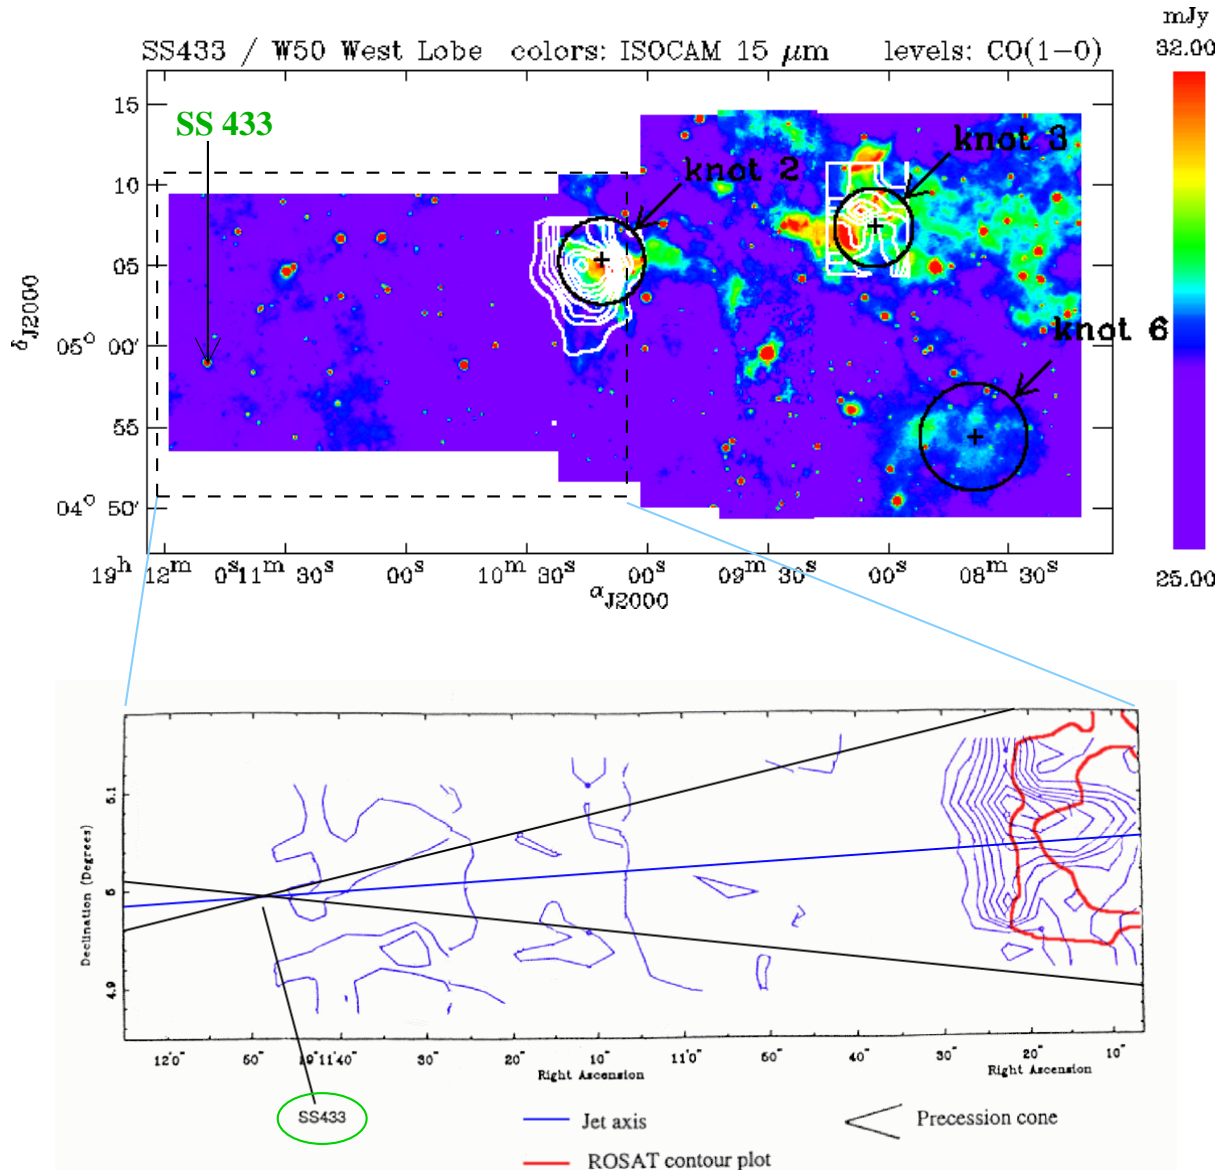 mJy
SS433 / W50 West Lobe colors: ISOCAM 15 μm levels: CO(1−0)
32.00
15
SS 433
knot 3
knot 2
10
05
δJ2000
05° 00′
knot 6
55
04° 50′
19h 12m 0s 11m 30s 00s 10m 30s 00s 09m 30s 00s 08m 30s
25.00
αJ2000
5.1
Declination (Degrees)
5
4.9
12'0" 50" 19°11'40" 30" 20" 10" 11'0" 50" 40" 30" 20" 10"
Right Ascension Right Ascension
SS433
Jet axis
Precession cone
ROSAT contour plot